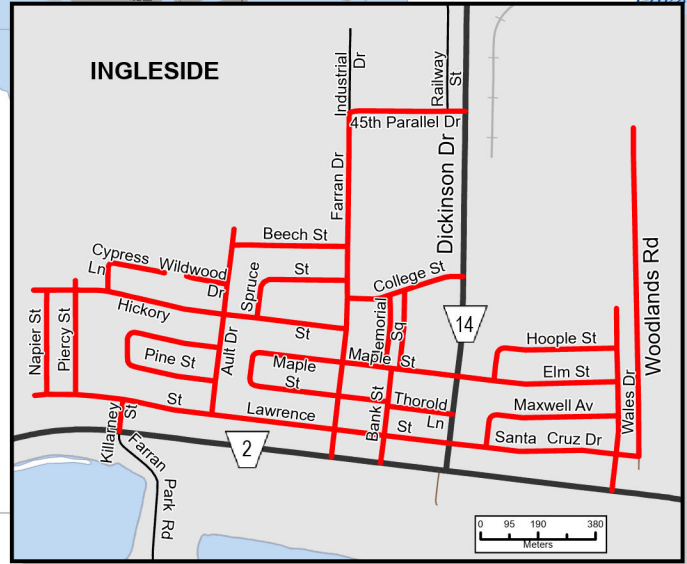 INGLESIDE
Industrial
Dr
Railway
St
45th Parallel Dr
Farran Dr
Dickinson Dr
Woodlands Rd
Beech St
Cypress
Ln
Wildwood
Dr
Spruce
St
College St
Memorial
Sq
14
Hickory
St
Napier St
Piercy St
Ault Dr
Pine St
Maple
St
Maple St
Hoople St
Elm St
Wales Dr
Maxwell Av
Thorold
Ln
Bank St
Killarney
St
St
Lawrence
St
Santa Cruz Dr
2
Farran
Park Rd
0 95 190 380
Meters